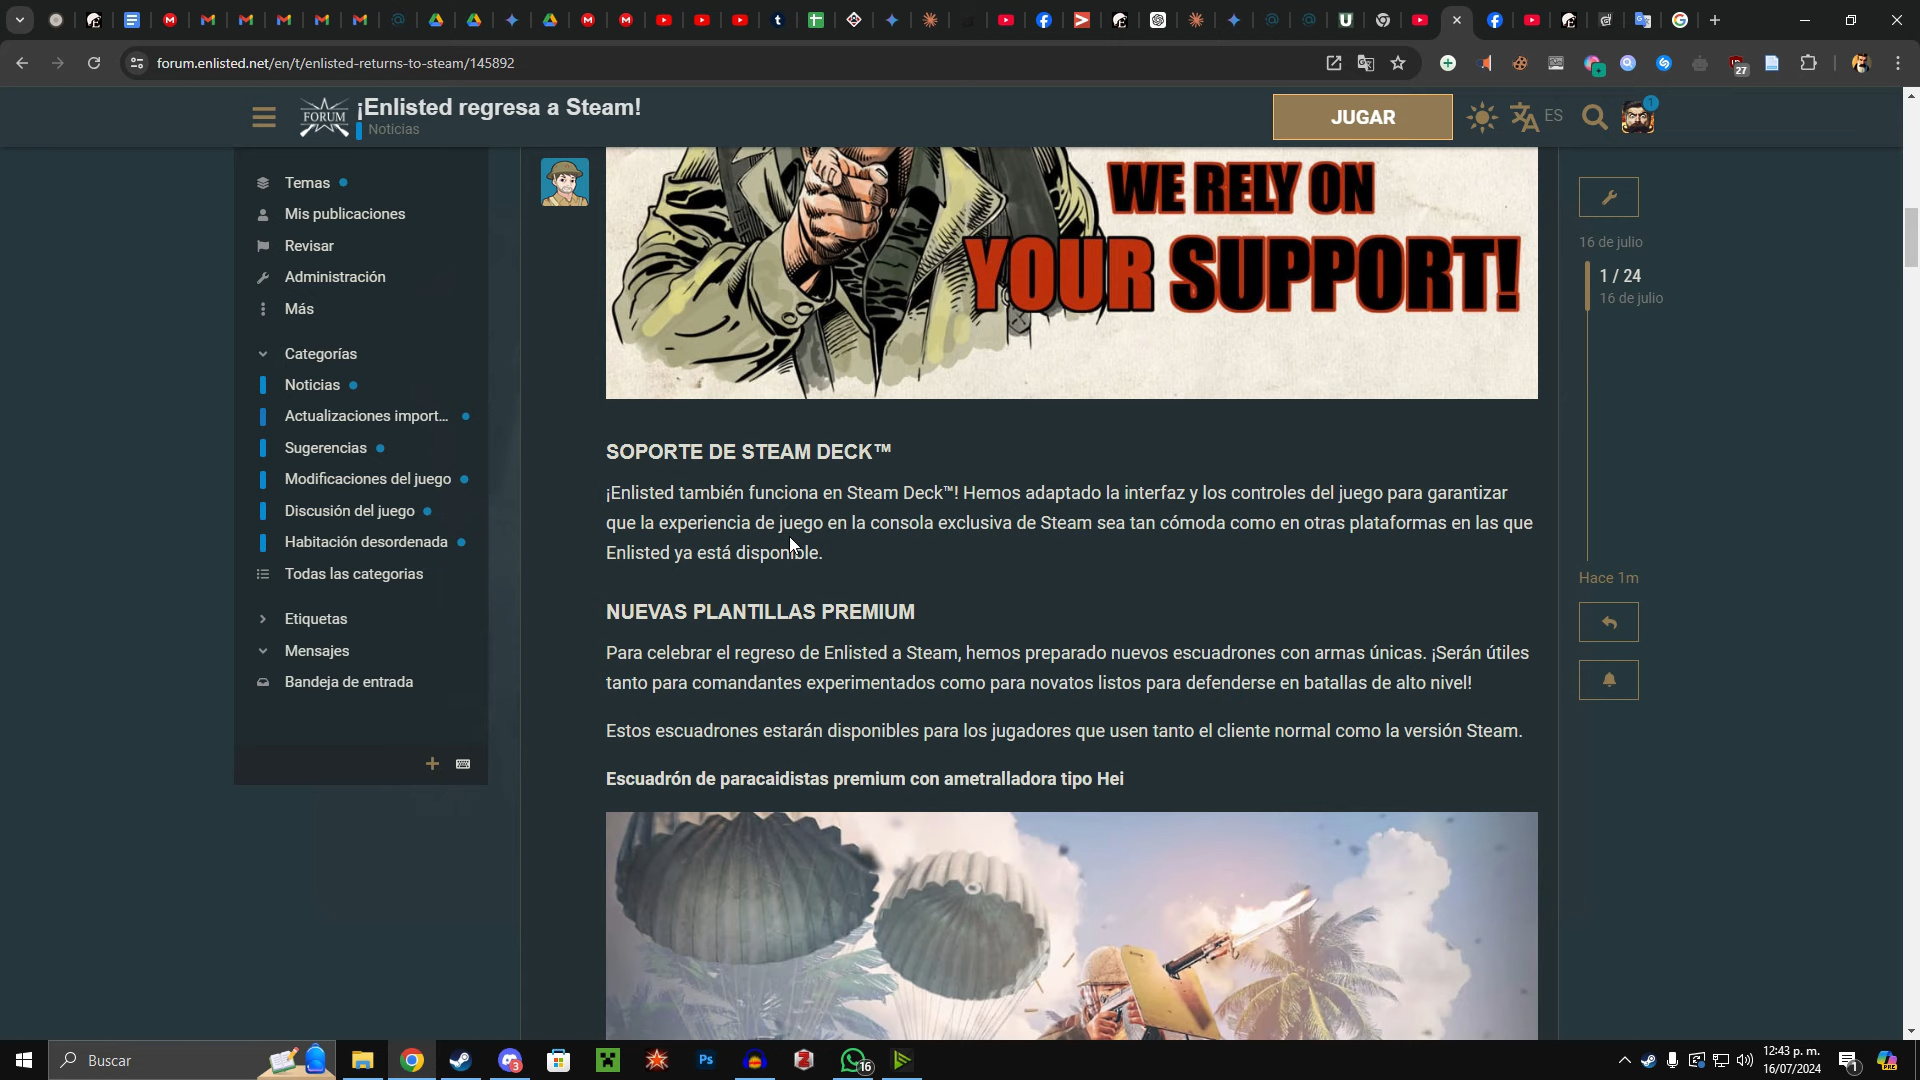 forum.enlisted.net/en/t/enlisted-returns-to-steam/145892
27
FORUM
¡Enlisted regresa a Steam!
Noticias
JUGAR
ES
1
Temas
Mis publicaciones
Revisar
Administración
Más
Categorías
Noticias
Actualizaciones import...
Sugerencias
Modificaciones del juego
Discusión del juego
Habitación desordenada
Todas las categorias
Etiquetas
Mensajes
Bandeja de entrada
WE RELY ON
YOUR SUPPORT!
SOPORTE DE STEAM DECK™
¡Enlisted también funciona en Steam Deck™! Hemos adaptado la interfaz y los controles del juego para garantizar
que la experiencia de juego en la consola exclusiva de Steam sea tan cómoda como en otras plataformas en las que
Enlisted ya está disponible.
NUEVAS PLANTILLAS PREMIUM
Para celebrar el regreso de Enlisted a Steam, hemos preparado nuevos escuadrones con armas únicas. ¡Serán útiles
tanto para comandantes experimentados como para novatos listos para defenderse en batallas de alto nivel!
Estos escuadrones estarán disponibles para los jugadores que usen tanto el cliente normal como la versión Steam.
Escuadrón de paracaidistas premium con ametralladora tipo Hei
16 de julio
1 / 24
16 de julio
Hace 1m
Buscar
3
Ps
16
12:43 p. m.
16/07/2024
1
PRE